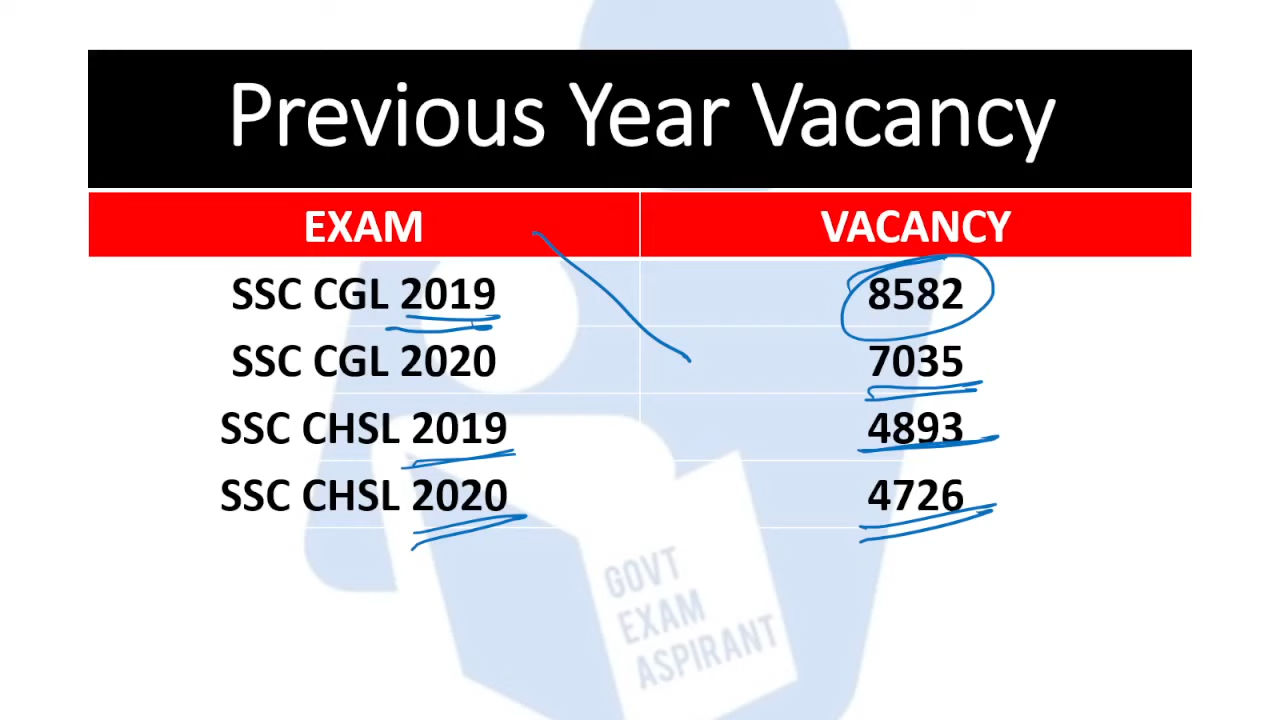 Previous Year Vacancy
EXAM VACANCY
SSC CGL 2019 8582
SSC CGL 2020 7035
SSC CHSL 2019 4893
SSC CHSL 2020 4726
GOVT
EXAM
ASPIRANT